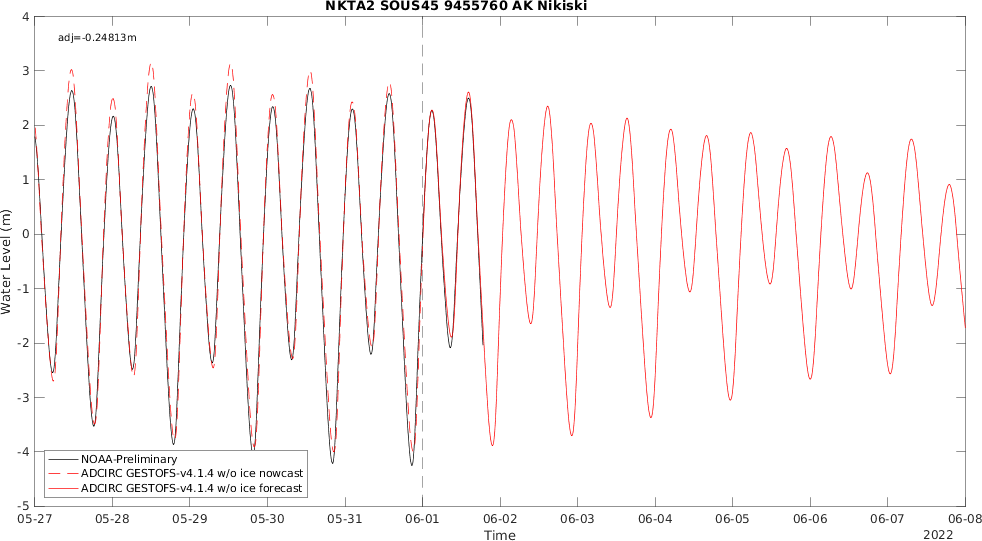 NKTA2 SOUS45 9455760 AK Nikiski
adj=-0.24813m
Water Level (m)
4
3
2
1
0
-1
-2
-3
-4
-5
NOAA-Preliminary
ADCIRC GESTOFS-v4.1.4 w/o ice nowcast
ADCIRC GESTOFS-v4.1.4 w/o ice forecast
05-27 05-28 05-29 05-30 05-31 06-01 06-02 06-03 06-04 06-05 06-06 06-07 06-08
Time
2022